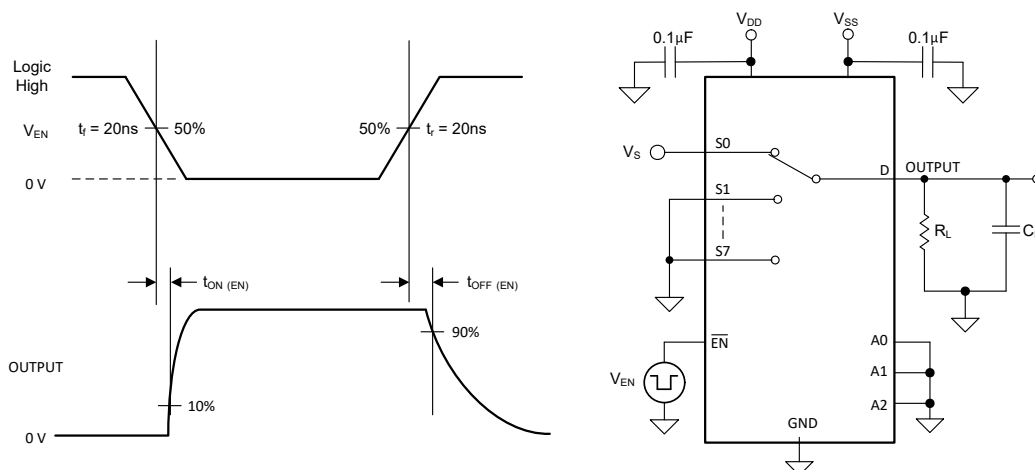 Logic
High
V_EN
t_f = 20ns
50%
50%
t_r = 20ns
0 V
t_ON (EN)
t_OFF (EN)
90%
OUTPUT
10%
0 V
V_DD
V_SS
0.1µF
0.1µF
V_S
S0
D
OUTPUT
S1
R_L
S7
EN
V_EN
A0
A1
A2
GND